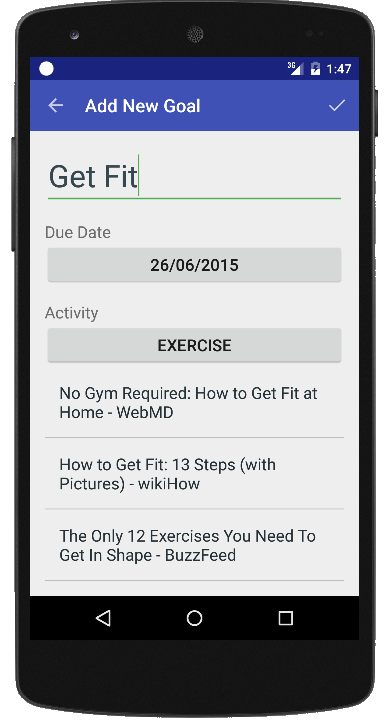 3G 1:47
Add New Goal
Get Fit
Due Date
26/06/2015
Activity
EXERCISE
No Gym Required: How to Get Fit at
Home - WebMD
How to Get Fit: 13 Steps (with
Pictures) - wikiHow
The Only 12 Exercises You Need To
Get In Shape - BuzzFeed